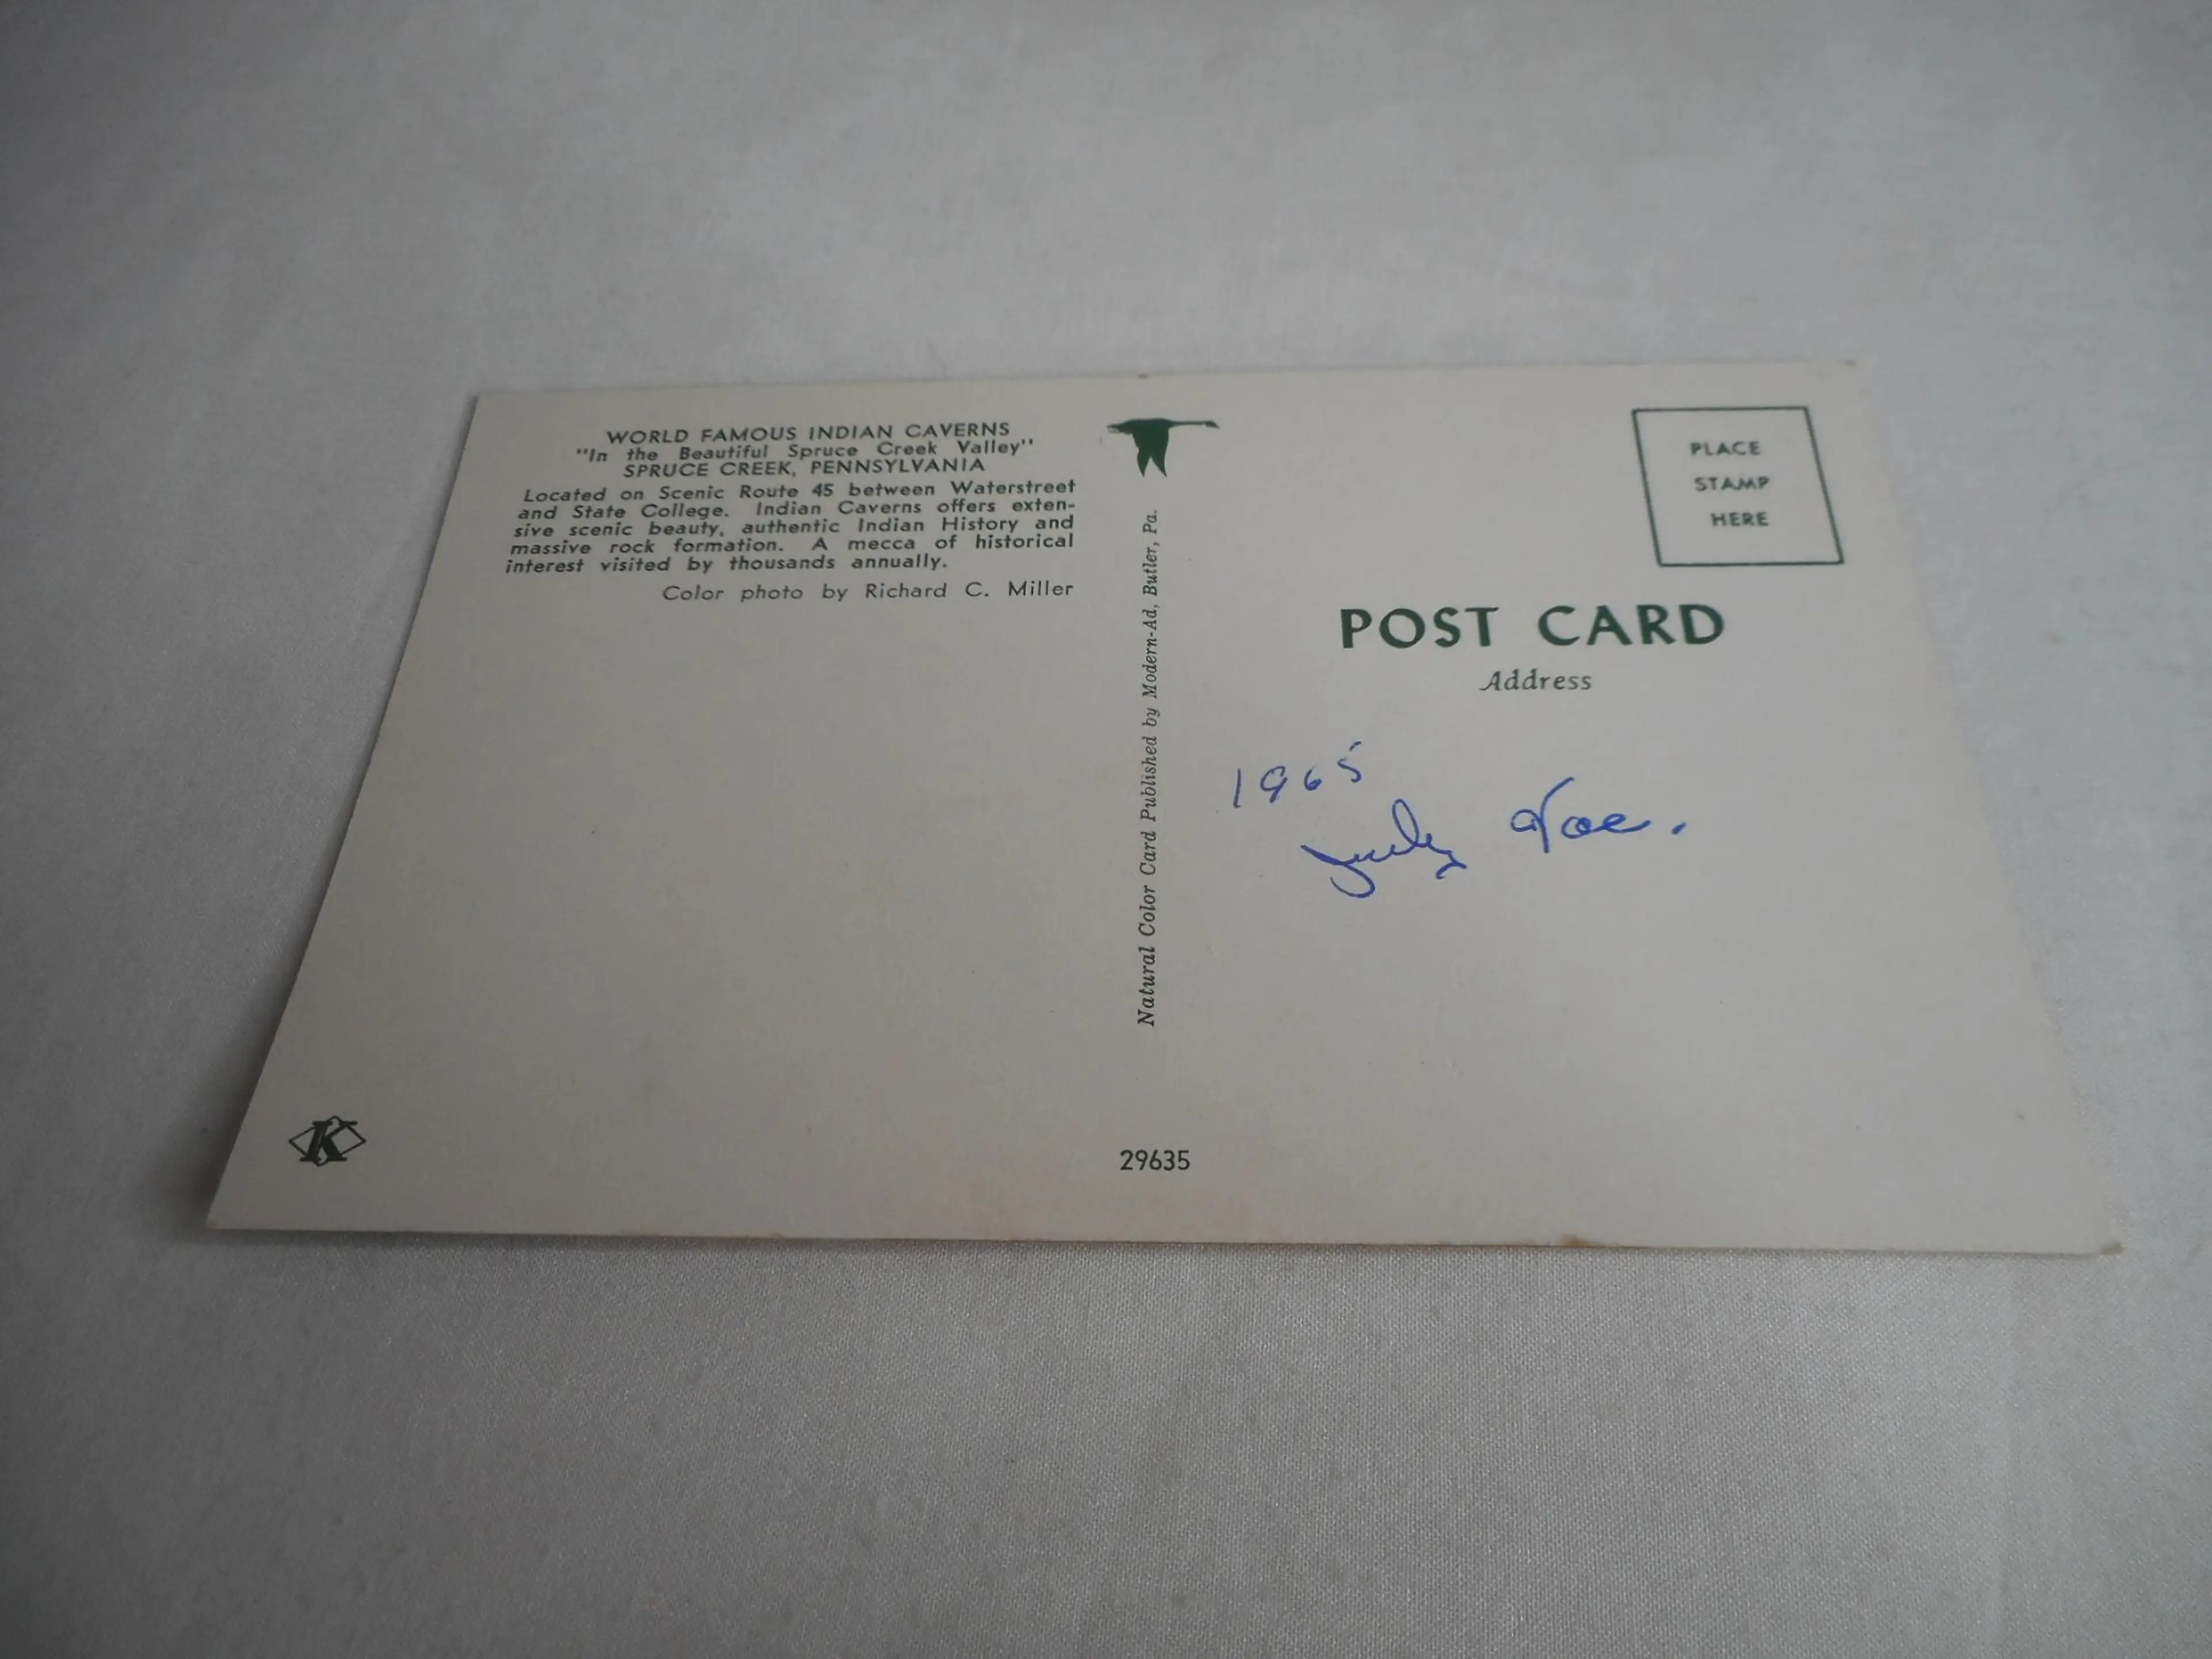 WORLD FAMOUS INDIAN CAVERNS
"In the Beautiful Spruce Creek Valley"
SPRUCE CREEK, PENNSYLVANIA
Located on Scenic Route 45 between Waterstreet
and State College. Indian Caverns offers exten-
sive scenic beauty, authentic Indian History and
massive rock formation. A mecca of historical
interest visited by thousands annually.
Color photo by Richard C. Miller
K
Natural Color Card Published by Modern-Ad, Butler, Pa.
29635
PLACE
STAMP
HERE
POST CARD
Address
1965
July